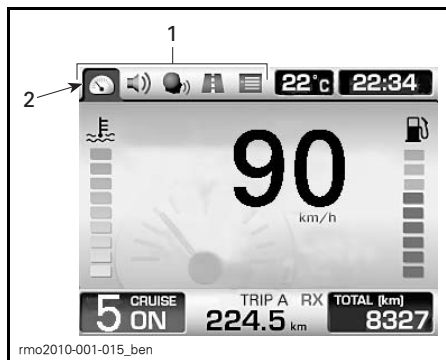 1
2
22°c 22:34
90
km/h
5 CRUISE ON
TRIP A RX
224.5 km
TOTAL (km)
8327
rmo2010-001-015_ben